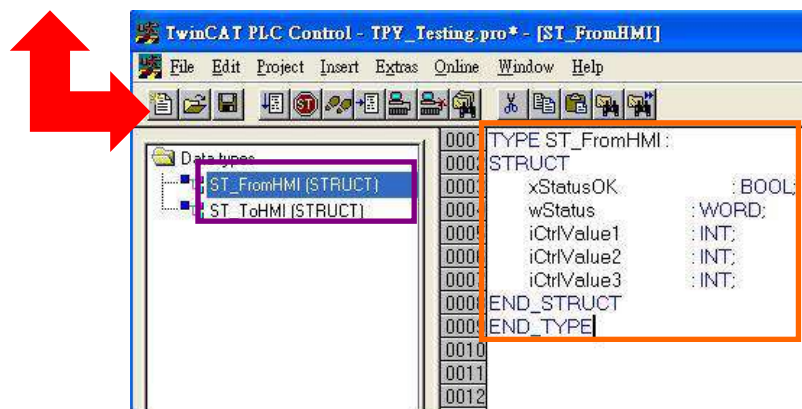 TwinCAT PLC Control - TPY_Testing.pro* - [ST_FromHMI]
File Edit Project Insert Extras Online Window Help
Data types
ST_FromHMI (STRUCT)
ST_ToHMI (STRUCT)
0001 TYPE ST_FromHMI :
0002 STRUCT
0003 xStatusOK : BOOL;
0004 wStatus : WORD;
0005 iCtrlValue1 : INT;
0006 iCtrlValue2 : INT;
0007 iCtrlValue3 : INT;
0008 END_STRUCT
0009 END_TYPE
0010
0011
0012